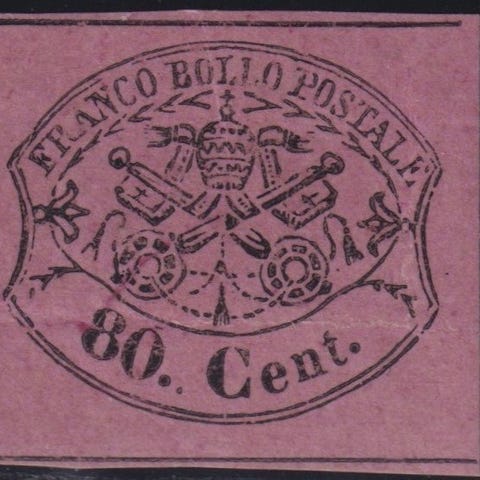 FRANCO BOLLO POSTALE
80.. Cent.